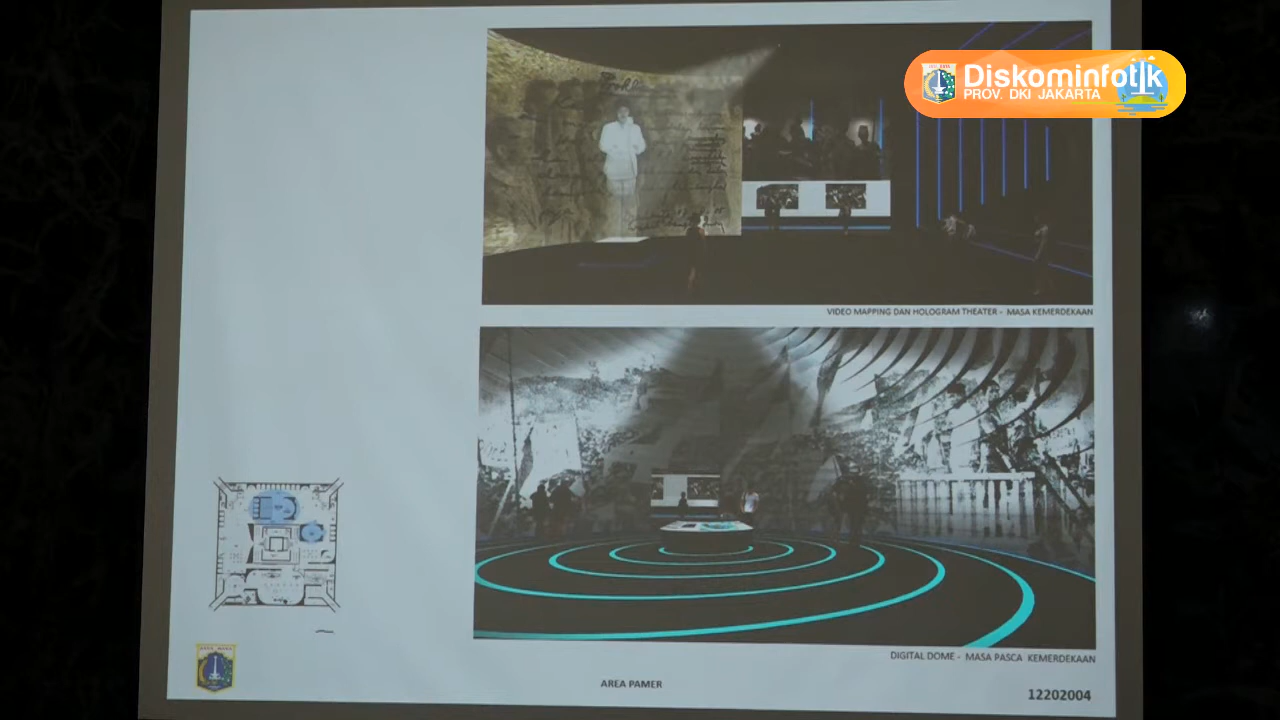 Diskominfotik
PROV. DKI JAKARTA
VIDEO MAPPING DAN HOLOGRAM THEATER - MASA KEMERDEKAAN
DIGITAL DOME - MASA PASCA KEMERDEKAAN
AREA PAMER
12202004